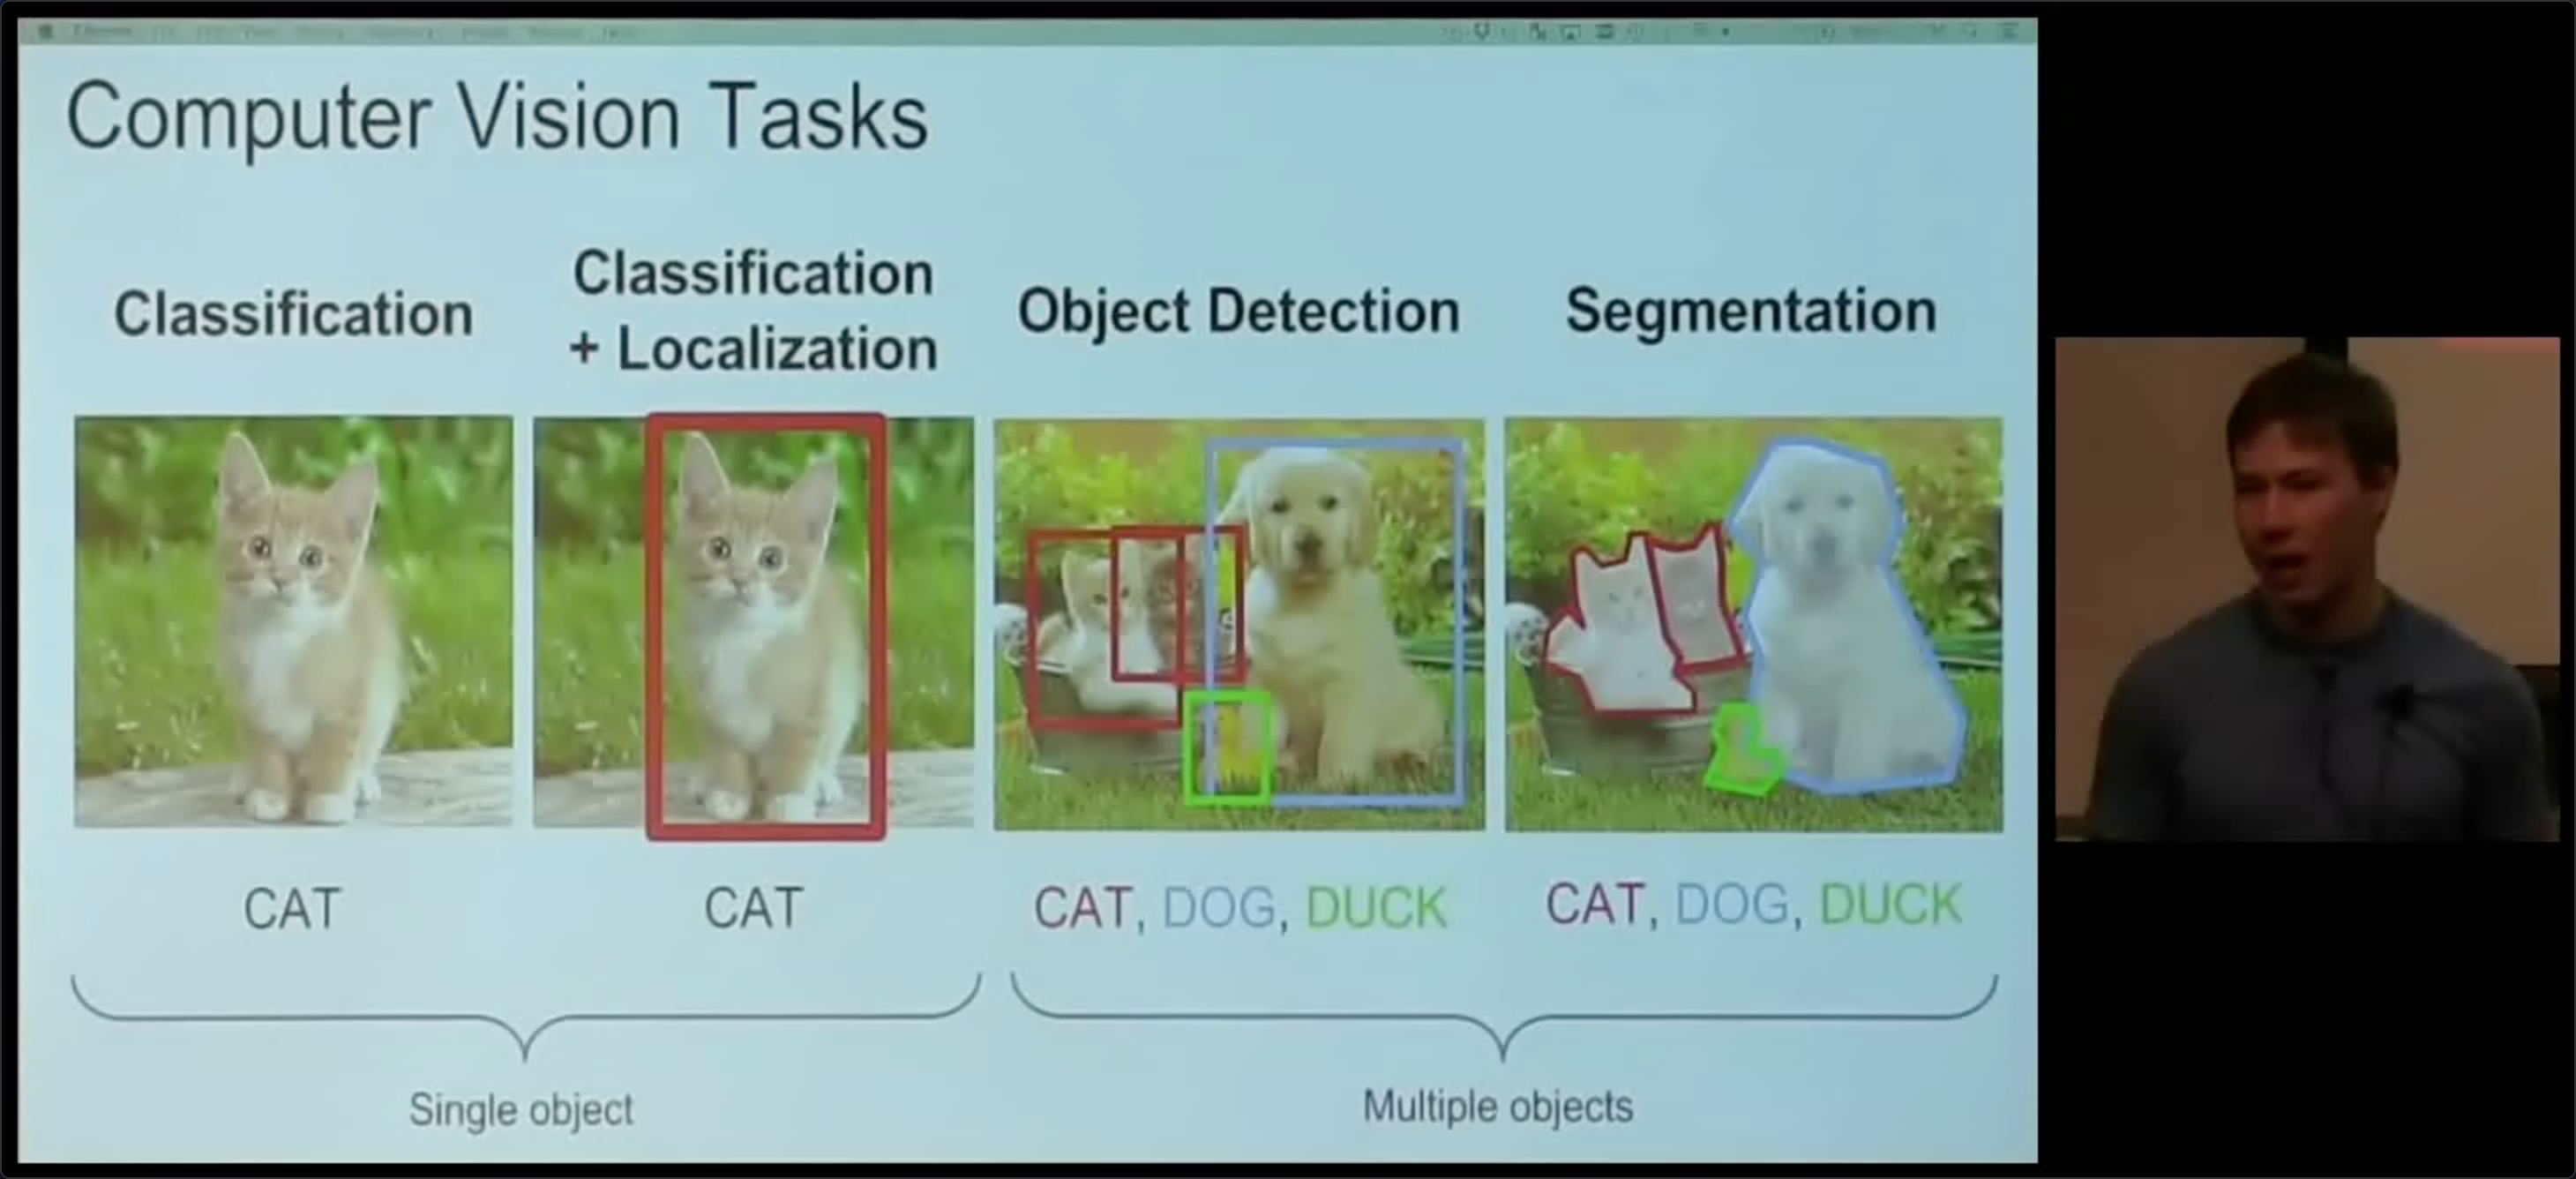 Computer Vision Tasks
Classification
Classification
+ Localization
Object Detection
Segmentation
CAT
CAT
CAT, DOG, DUCK
CAT, DOG, DUCK
Single object
Multiple objects